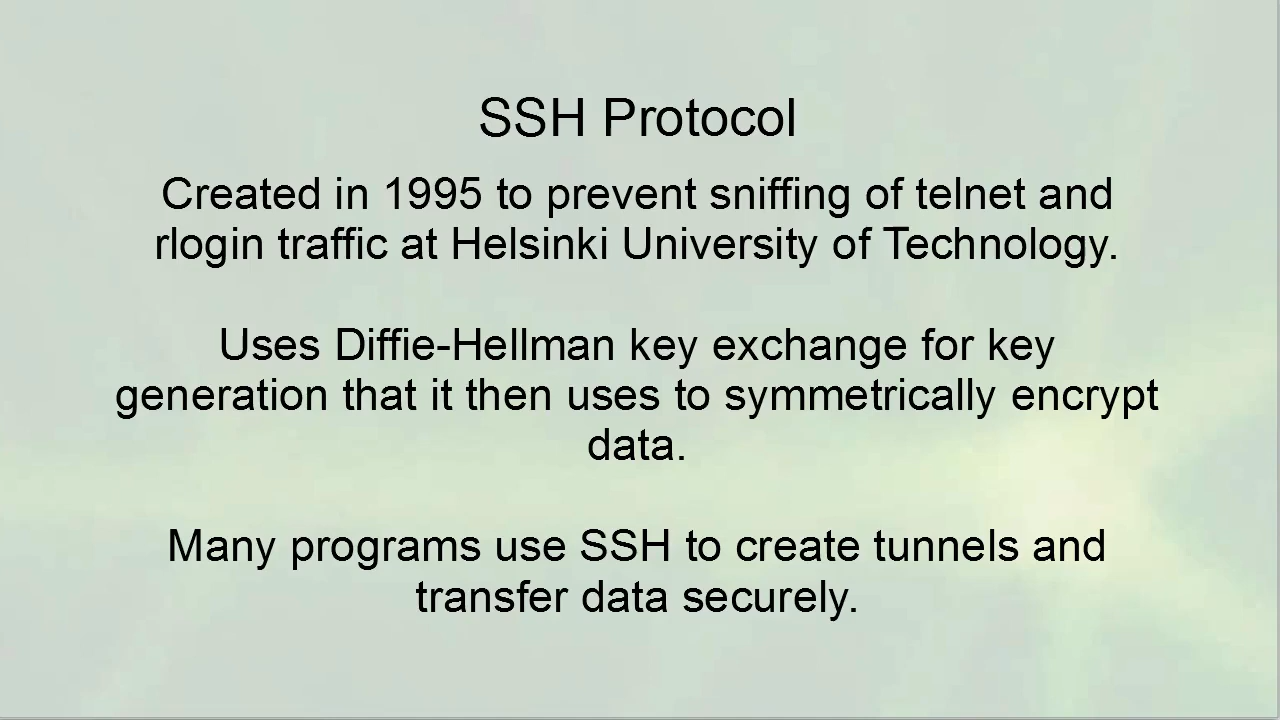 SSH Protocol
Created in 1995 to prevent sniffing of telnet and
rlogin traffic at Helsinki University of Technology.
Uses Diffie-Hellman key exchange for key
generation that it then uses to symmetrically encrypt
data.
Many programs use SSH to create tunnels and
transfer data securely.